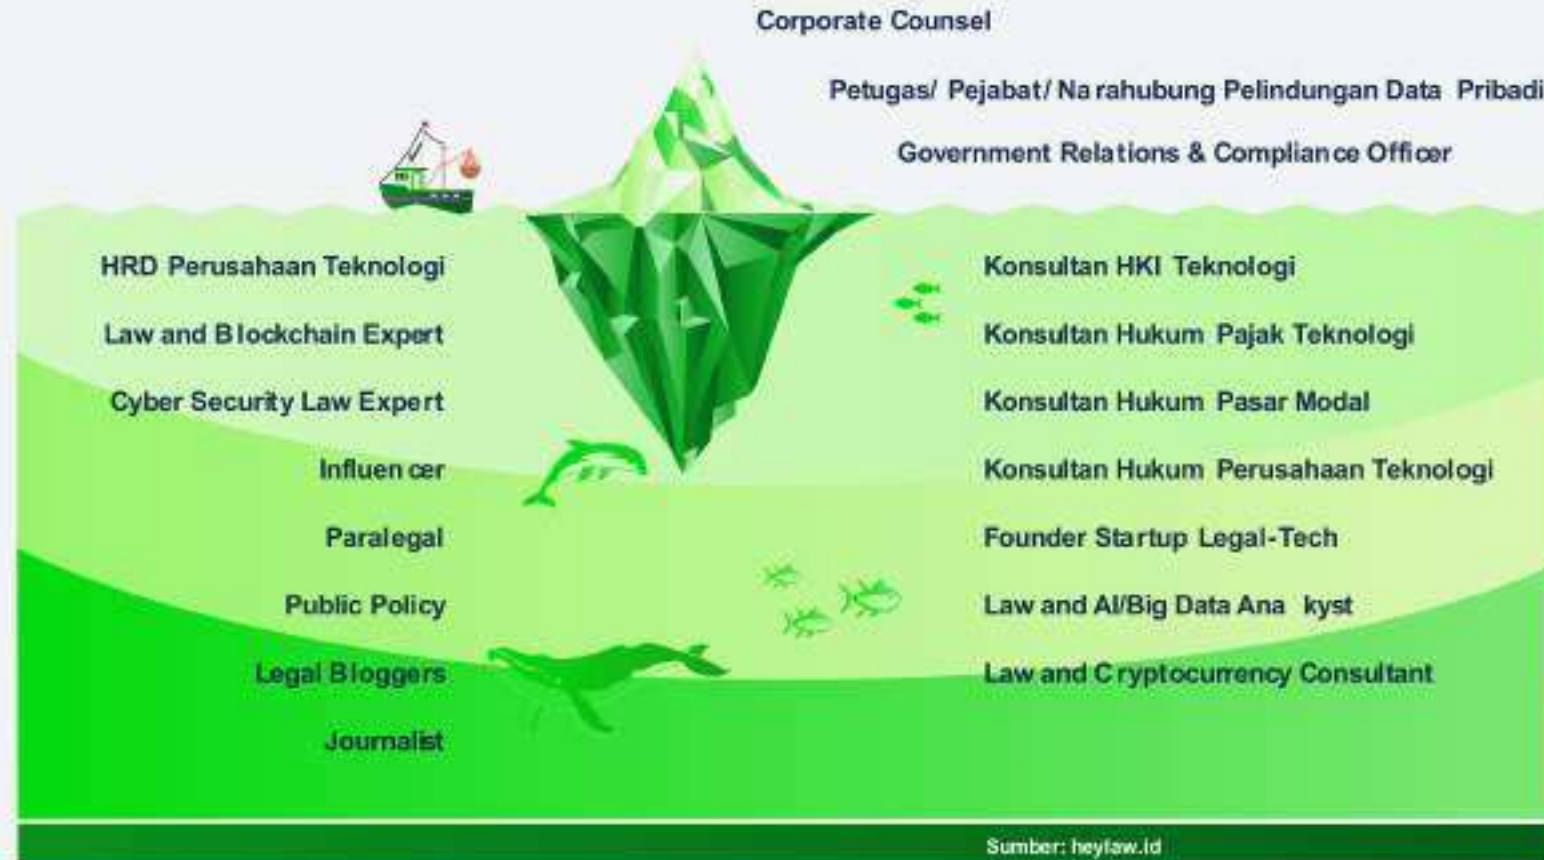 Corporate Counsel
Petugas/ Pejabat/ Narahubung Pelindungan Data Pribadi
Government Relations & Compliance Officer
HRD Perusahaan Teknologi
Law and Blockchain Expert
Cyber Security Law Expert
Influencer
Paralegal
Public Policy
Legal Bloggers
Journalist
Konsultan HKI Teknologi
Konsultan Hukum Pajak Teknologi
Konsultan Hukum Pasar Modal
Konsultan Hukum Perusahaan Teknologi
Founder Startup Legal-Tech
Law and AI/Big Data Ana kyst
Law and Cryptocurrency Consultant
Sumber: heylaw.id